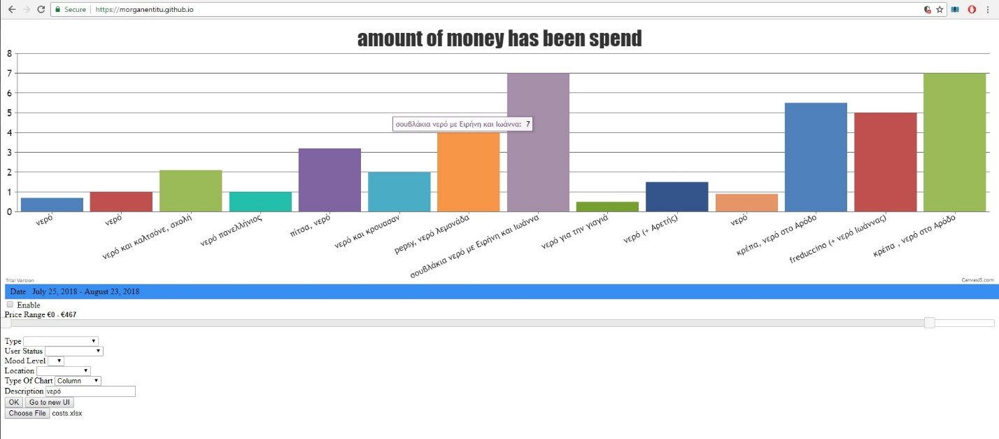 Secure https://morganentitu.github.io
amount of money has been spend
8
7
6
5
4
3
2
1
0
σουβλάκια νερό με Ειρήνη και Ιωάννα: 7
νερό
νερό
νερό και καλτσόνε, σχολή
νερό πανελλήνιος
πίτσα, νερό
νερό και κρουασαν
pepsy, νερό λεμονάδα
σουβλάκια νερό με Ειρήνη και Ιωάννα
νερό για την γιαγιά
νερό (+ Αρετής)
νερό
κρέπα, νερό στο Αρόδο
freduccino (+ νερό Ιωάννας)
κρέπα , νερό στο Αρόδο
Trial Version
CanvasJS.com
Date July 25, 2018 - August 23, 2018
Enable
Price Range €0 - €467
Type
User Status
Mood Level
Location
Type Of Chart Column
Description νερό
OK Go to new UI
Choose File costs.xlsx